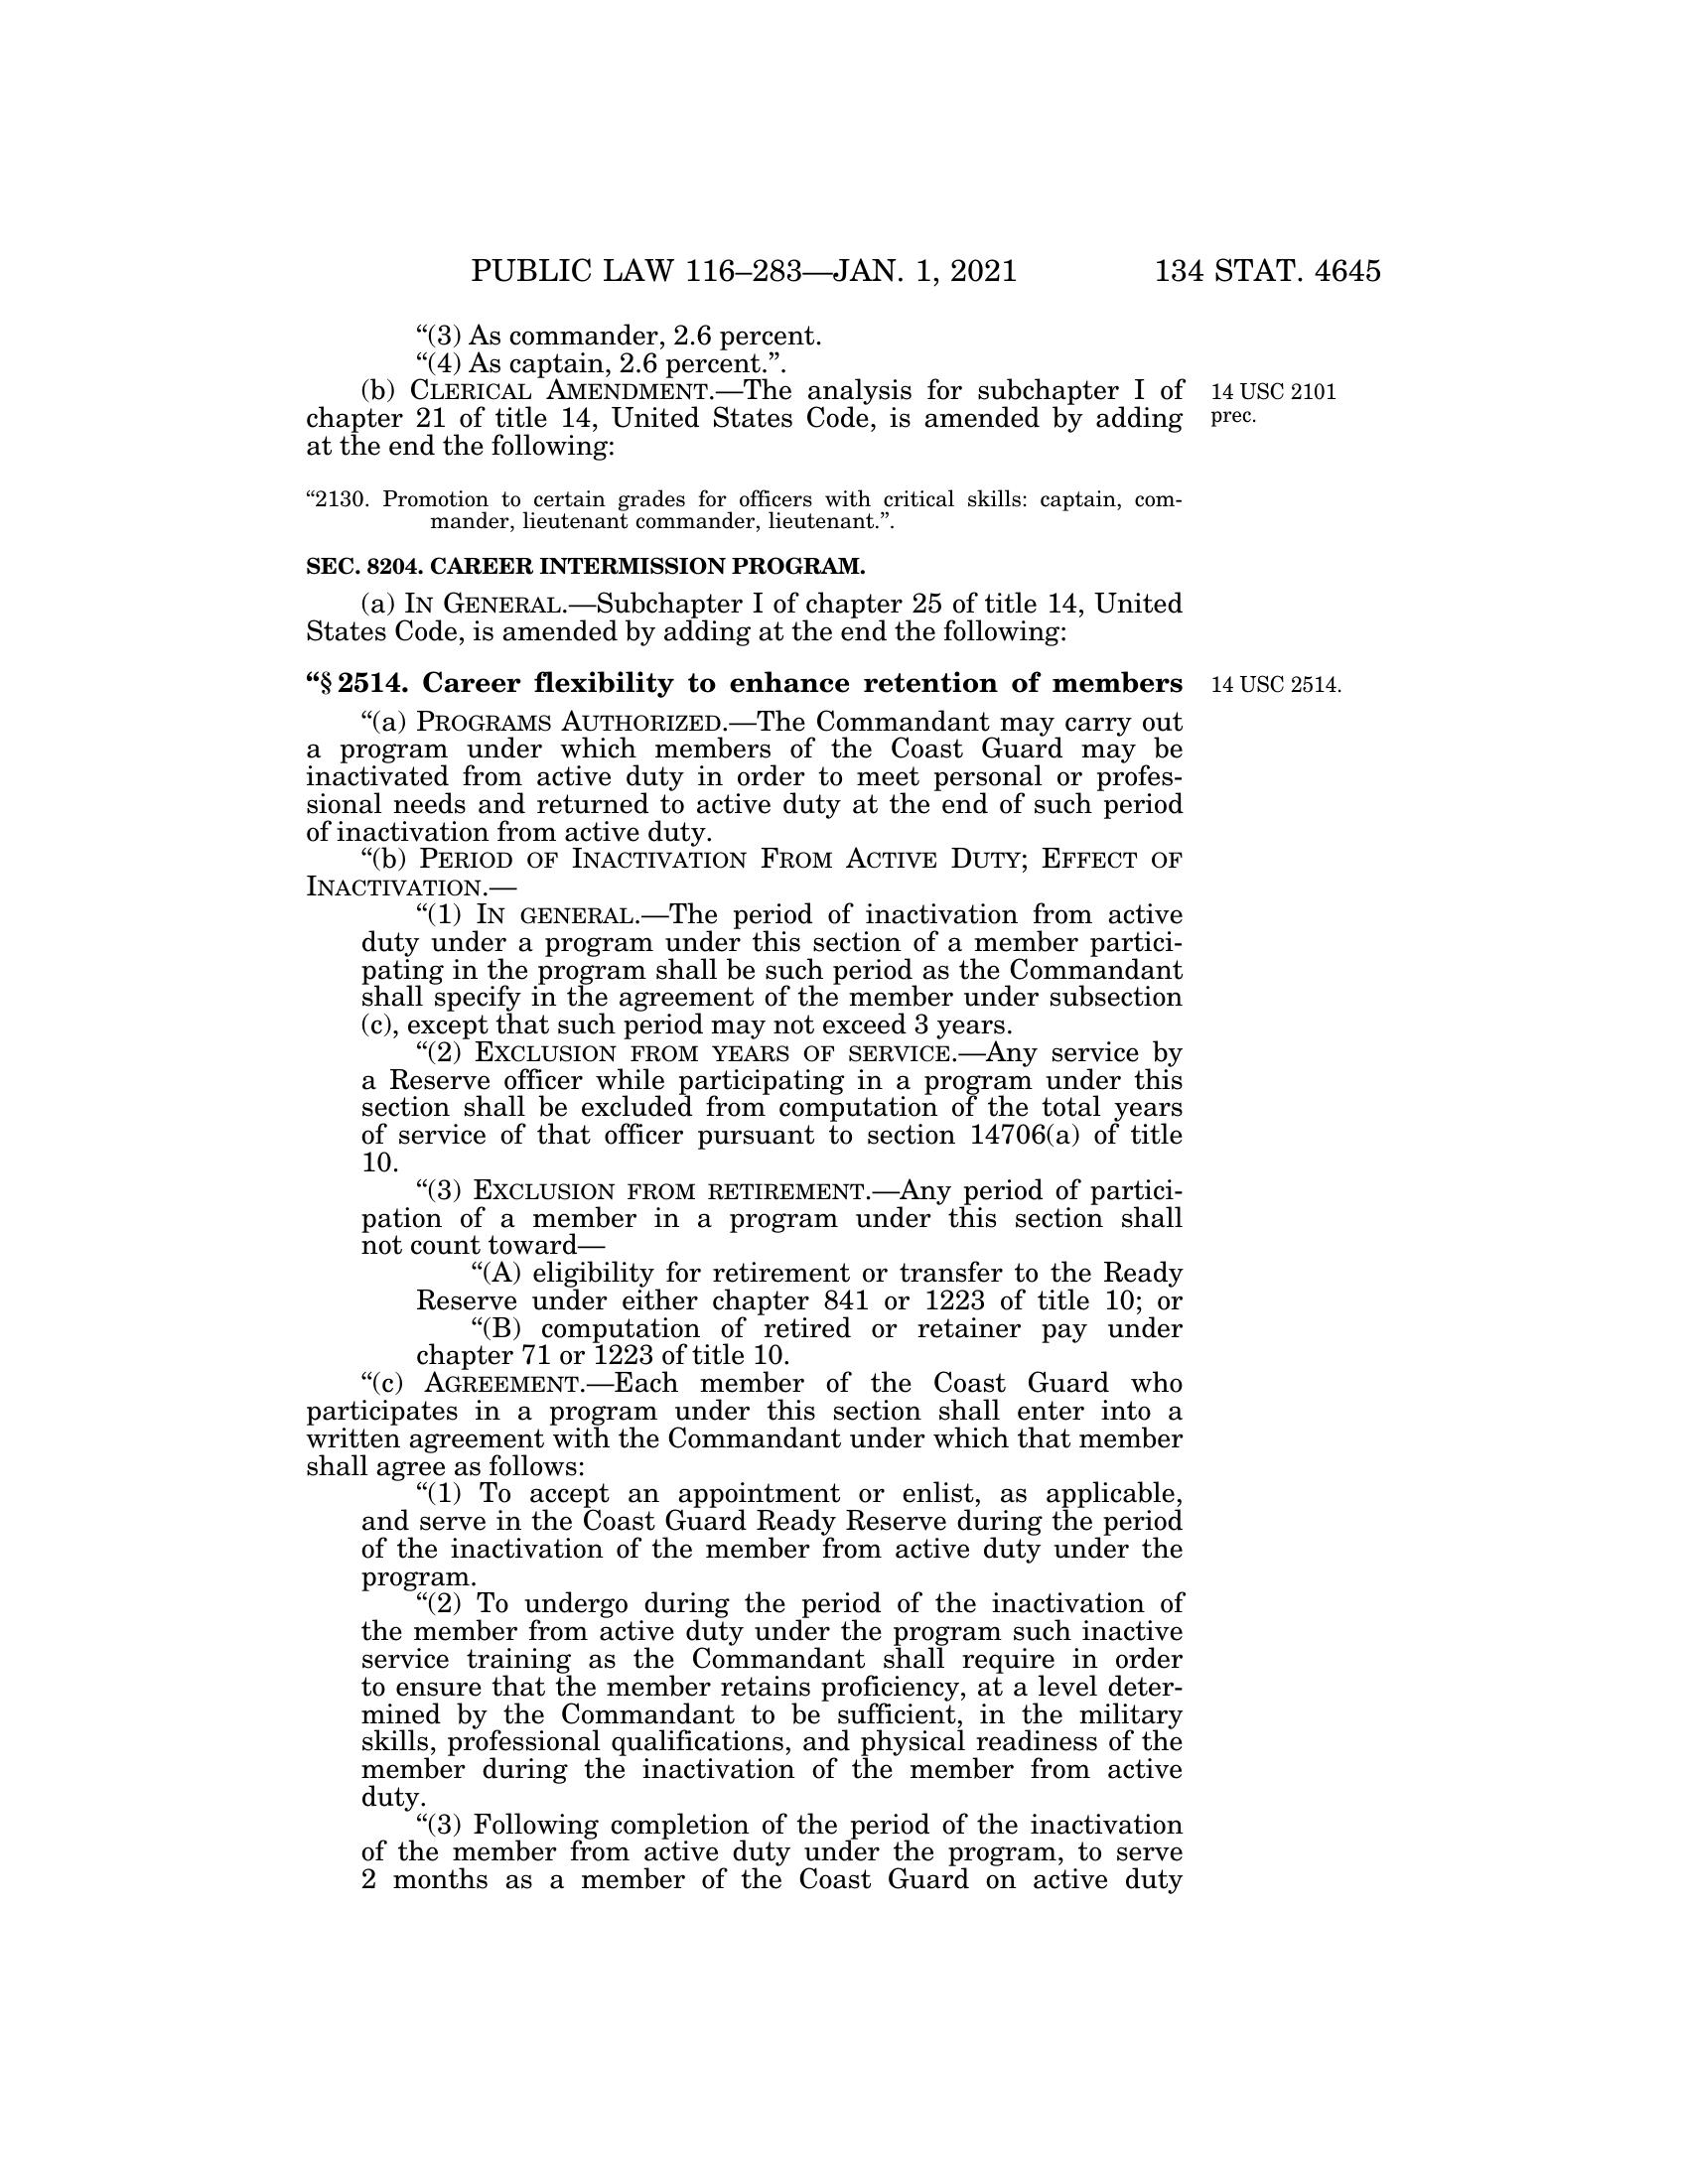 PUBLIC LAW 116–283—JAN. 1, 2021 134 STAT. 4645
“(3) As commander, 2.6 percent.
“(4) As captain, 2.6 percent.”.
(b) CLERICAL AMENDMENT.—The analysis for subchapter I of
chapter 21 of title 14, United States Code, is amended by adding
at the end the following:
14 USC 2101
prec.
“2130. Promotion to certain grades for officers with critical skills: captain, com-
mander, lieutenant commander, lieutenant.”.
SEC. 8204. CAREER INTERMISSION PROGRAM.
(a) IN GENERAL.—Subchapter I of chapter 25 of title 14, United
States Code, is amended by adding at the end the following:
“§ 2514. Career flexibility to enhance retention of members
14 USC 2514.
“(a) PROGRAMS AUTHORIZED.—The Commandant may carry out
a program under which members of the Coast Guard may be
inactivated from active duty in order to meet personal or profes-
sional needs and returned to active duty at the end of such period
of inactivation from active duty.
“(b) PERIOD OF INACTIVATION FROM ACTIVE DUTY; EFFECT OF
INACTIVATION.—
“(1) IN GENERAL.—The period of inactivation from active
duty under a program under this section of a member partici-
pating in the program shall be such period as the Commandant
shall specify in the agreement of the member under subsection
(c), except that such period may not exceed 3 years.
“(2) EXCLUSION FROM YEARS OF SERVICE.—Any service by
a Reserve officer while participating in a program under this
section shall be excluded from computation of the total years
of service of that officer pursuant to section 14706(a) of title
10.
“(3) EXCLUSION FROM RETIREMENT.—Any period of partici-
pation of a member in a program under this section shall
not count toward—
“(A) eligibility for retirement or transfer to the Ready
Reserve under either chapter 841 or 1223 of title 10; or
“(B) computation of retired or retainer pay under
chapter 71 or 1223 of title 10.
“(c) AGREEMENT.—Each member of the Coast Guard who
participates in a program under this section shall enter into a
written agreement with the Commandant under which that member
shall agree as follows:
“(1) To accept an appointment or enlist, as applicable,
and serve in the Coast Guard Ready Reserve during the period
of the inactivation of the member from active duty under the
program.
“(2) To undergo during the period of the inactivation of
the member from active duty under the program such inactive
service training as the Commandant shall require in order
to ensure that the member retains proficiency, at a level deter-
mined by the Commandant to be sufficient, in the military
skills, professional qualifications, and physical readiness of the
member during the inactivation of the member from active
duty.
“(3) Following completion of the period of the inactivation
of the member from active duty under the program, to serve
2 months as a member of the Coast Guard on active duty